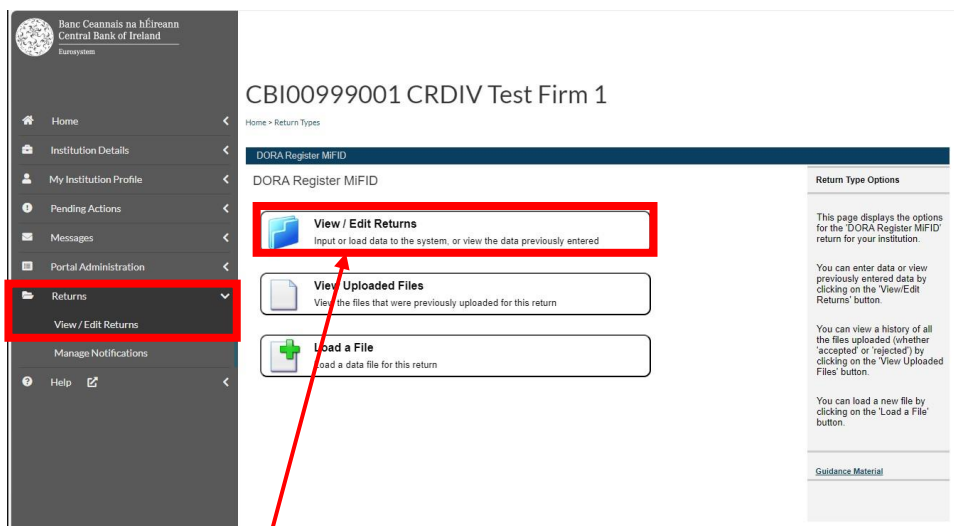 Banc Ceannais na hÉireann
Central Bank of Ireland
Eurosystem
Home
Institution Details
My Institution Profile
Pending Actions
Messages
Portal Administration
Returns
View / Edit Returns
Manage Notifications
Help
CBI00999001 CRDIV Test Firm 1
Home > Return Types
DORA Register MiFID
DORA Register MiFID
View / Edit Returns
Input or load data to the system, or view the data previously entered
View Uploaded Files
View the files that were previously uploaded for this return
Load a File
Load a data file for this return
Return Type Options
This page displays the options
for the 'DORA Register MiFID'
return for your institution.
You can enter data or view
previously entered data by
clicking on the 'View/Edit
Returns' button.
You can view a history of all
the files uploaded (whether
'accepted' or 'rejected') by
clicking on the 'View Uploaded
Files' button.
You can load a new file by
clicking on the 'Load a File'
button.
Guidance Material